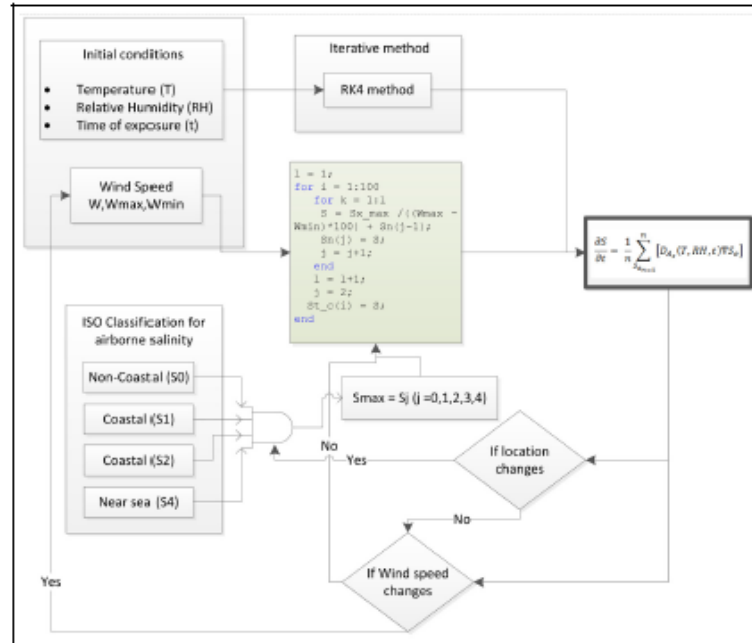 Initial conditions
• Temperature (T)
• Relative Humidity (RH)
• Time of exposure (t)
Wind Speed
W,Wmax,Wmin
Iterative method
RK4 method
l = 1;
for i = 1:100
for k = 1:l
S = Sx_max /((Wmax -
Wmin)*100) + Sn(j-1);
Sn(j) = S;
j = j+1;
end
l = l+1;
j = 2;
St_c(i) = S;
end
∂S/∂t = 1/n ∑ [D (T, RH, t)∇S]
ISO Classification for
airborne salinity
Non-Coastal (S0)
Coastal (S1)
Coastal (S2)
Near sea (S4)
Smax = Sj (j =0,1,2,3,4)
If location
changes
Yes
No
No
If Wind speed
changes
Yes